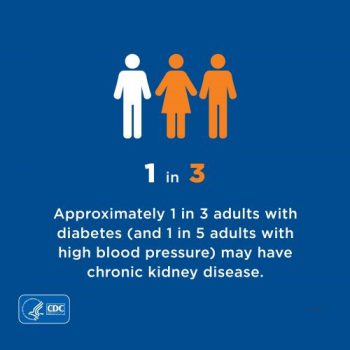 1 in 3
Approximately 1 in 3 adults with
diabetes (and 1 in 5 adults with
high blood pressure) may have
chronic kidney disease.
CDC